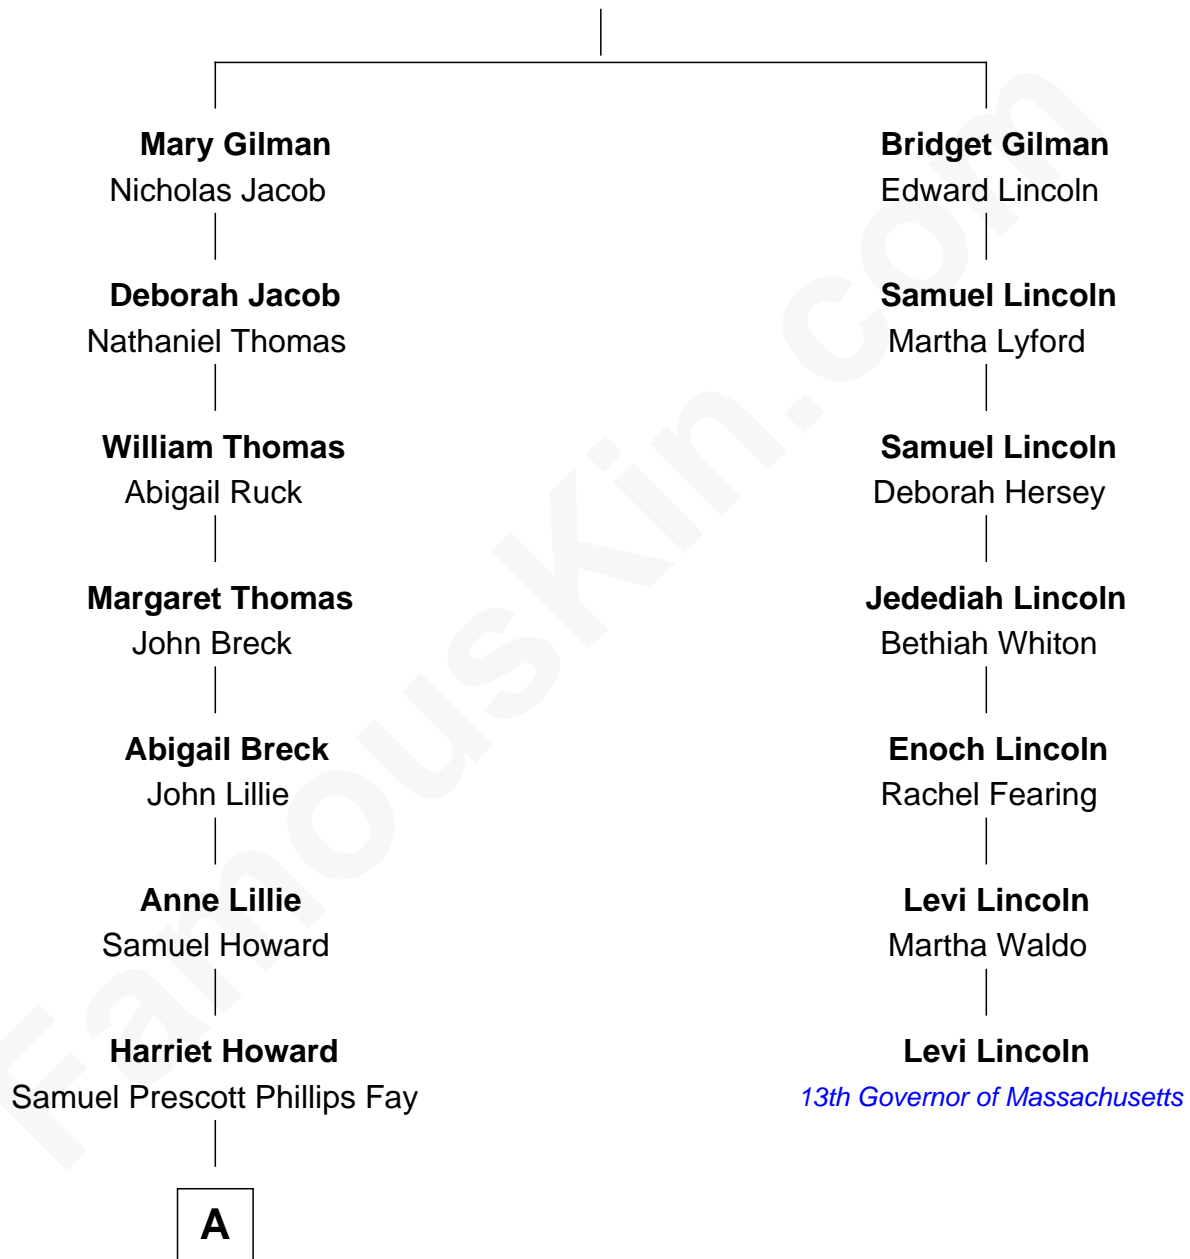 Mary Gilman
Nicholas Jacob
Bridget Gilman
Edward Lincoln
Deborah Jacob
Nathaniel Thomas
Samuel Lincoln
Martha Lyford
William Thomas
Abigail Ruck
Samuel Lincoln
Deborah Hersey
Margaret Thomas
John Breck
Jedediah Lincoln
Bethiah Whiton
Abigail Breck
John Lillie
Enoch Lincoln
Rachel Fearing
Anne Lillie
Samuel Howard
Levi Lincoln
Martha Waldo
Harriet Howard
Samuel Prescott Phillips Fay
Levi Lincoln
13th Governor of Massachusetts
A
FamousKin.com